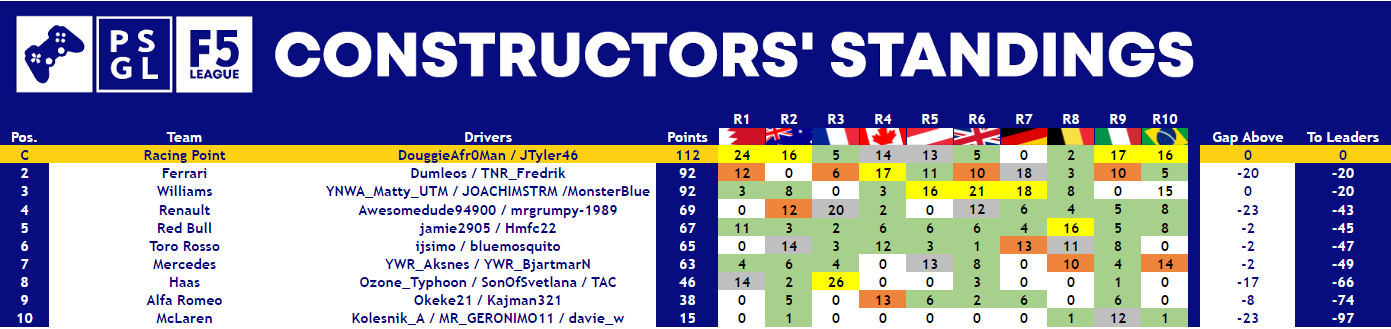 PS
GL
F5
LEAGUE
CONSTRUCTORS' STANDINGS
R1 R2 R3 R4 R5 R6 R7 R8 R9 R10
Pos. Team Drivers Points Gap Above To Leaders
C Racing Point DouggieAfr0Man / JTyler46 112 24 16 5 14 13 5 0 2 17 16 0 0
2 Ferrari Dumleos / TNR_Fredrik 92 12 0 6 17 11 10 18 3 10 5 -20 -20
3 Williams YNWA_Matty_UTM / JOACHIMSTRM /MonsterBlue 92 3 8 0 3 16 21 18 8 0 15 0 -20
4 Renault Awesomedude94900 / mrgrumpy-1989 69 0 12 20 2 0 12 6 4 5 8 -23 -43
5 Red Bull jamie2905 / Hmfc22 67 11 3 2 6 6 6 4 16 5 8 -2 -45
6 Toro Rosso ijsimo / bluemosquito 65 0 14 3 12 3 1 13 11 8 0 -2 -47
7 Mercedes YWR_Aksnes / YWR_BjartmarN 63 4 6 4 0 13 8 0 10 4 14 -2 -49
8 Haas Ozone_Typhoon / SonOfSvetlana / TAC 46 14 2 26 0 0 3 0 0 1 0 -17 -66
9 Alfa Romeo Okeke21 / Kajman321 38 0 5 0 13 6 2 6 0 6 0 -8 -74
10 McLaren Kolesnik_A / MR_GERONIMO11 / davie_w 15 0 1 0 0 0 0 0 1 12 1 -23 -97